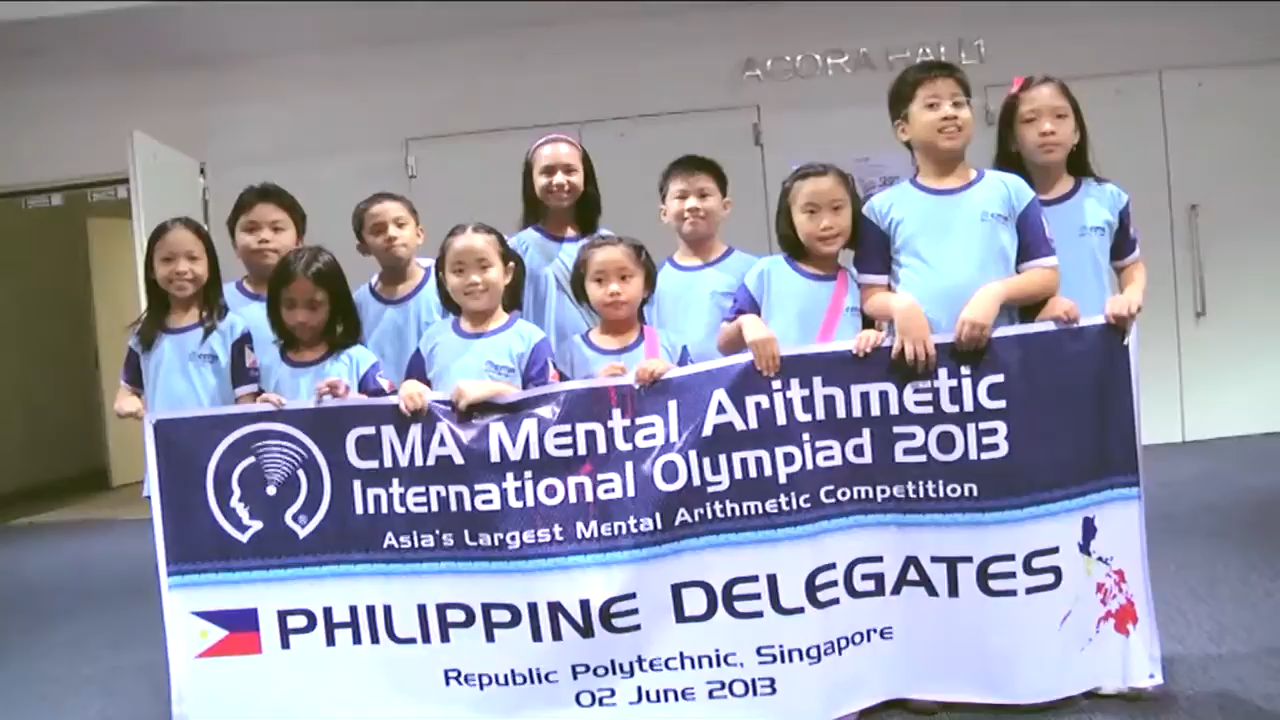 AGORA HALL 1
cma
CMA Mental Arithmetic
International Olympiad 2013
Asia's Largest Mental Arithmetic Competition
PHILIPPINE DELEGATES
Republic Polytechnic, Singapore
02 June 2013